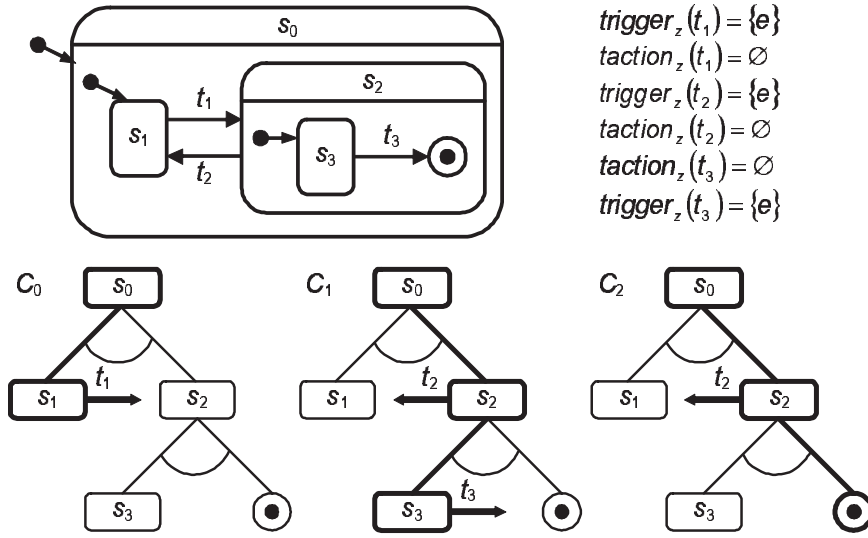 s₀
s₂
s₁
t₁
t₂
s₃
t₃
trigger_z(t₁) = {e}
taction_z(t₁) = ∅
trigger_z(t₂) = {e}
taction_z(t₂) = ∅
taction_z(t₃) = ∅
trigger_z(t₃) = {e}
C₀
s₀
s₁
t₁
s₂
s₃
C₁
s₀
s₁
t₂
s₂
s₃
t₃
C₂
s₀
s₁
t₂
s₂
s₃